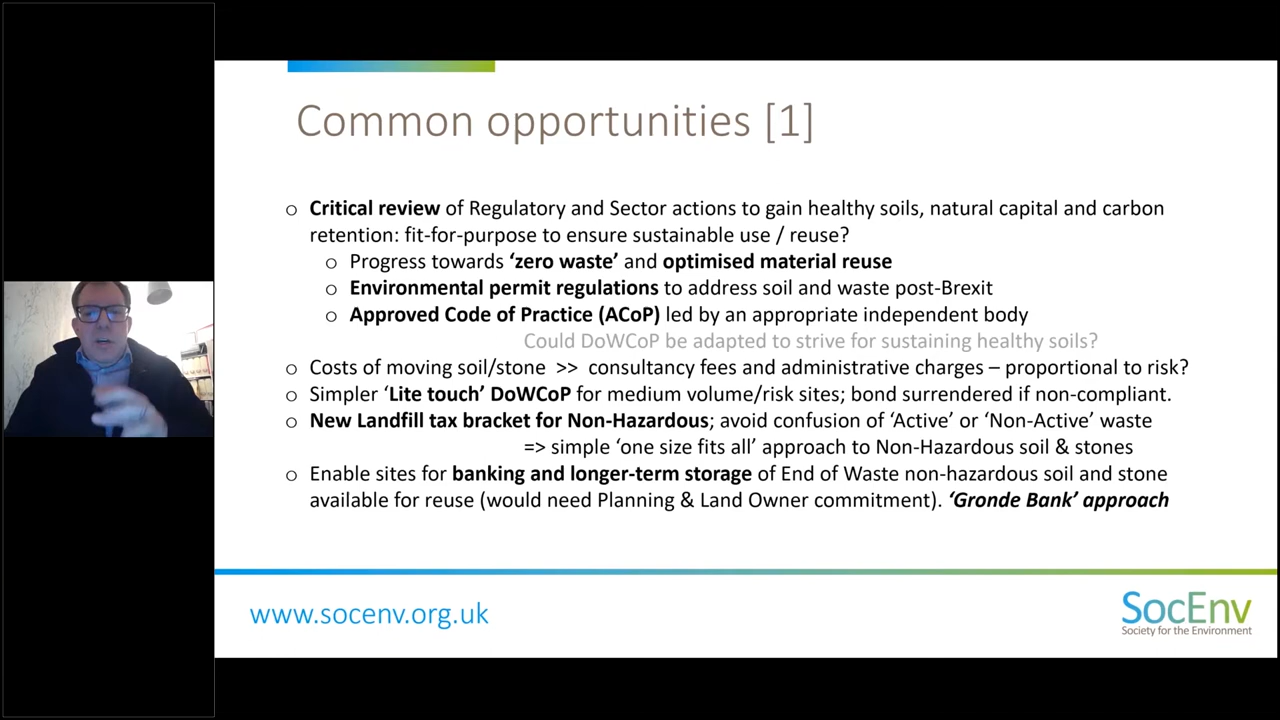 Common opportunities [1]
o Critical review of Regulatory and Sector actions to gain healthy soils, natural capital and carbon
retention: fit-for-purpose to ensure sustainable use / reuse?
o Progress towards ‘zero waste’ and optimised material reuse
o Environmental permit regulations to address soil and waste post-Brexit
o Approved Code of Practice (ACoP) led by an appropriate independent body
Could DoWCoP be adapted to strive for sustaining healthy soils?
o Costs of moving soil/stone >> consultancy fees and administrative charges – proportional to risk?
o Simpler ‘Lite touch’ DoWCoP for medium volume/risk sites; bond surrendered if non-compliant.
o New Landfill tax bracket for Non-Hazardous; avoid confusion of ‘Active’ or ‘Non-Active’ waste
=> simple ‘one size fits all’ approach to Non-Hazardous soil & stones
o Enable sites for banking and longer-term storage of End of Waste non-hazardous soil and stone
available for reuse (would need Planning & Land Owner commitment). ‘Gronde Bank’ approach
www.socenv.org.uk
SocEnv
Society for the Environment